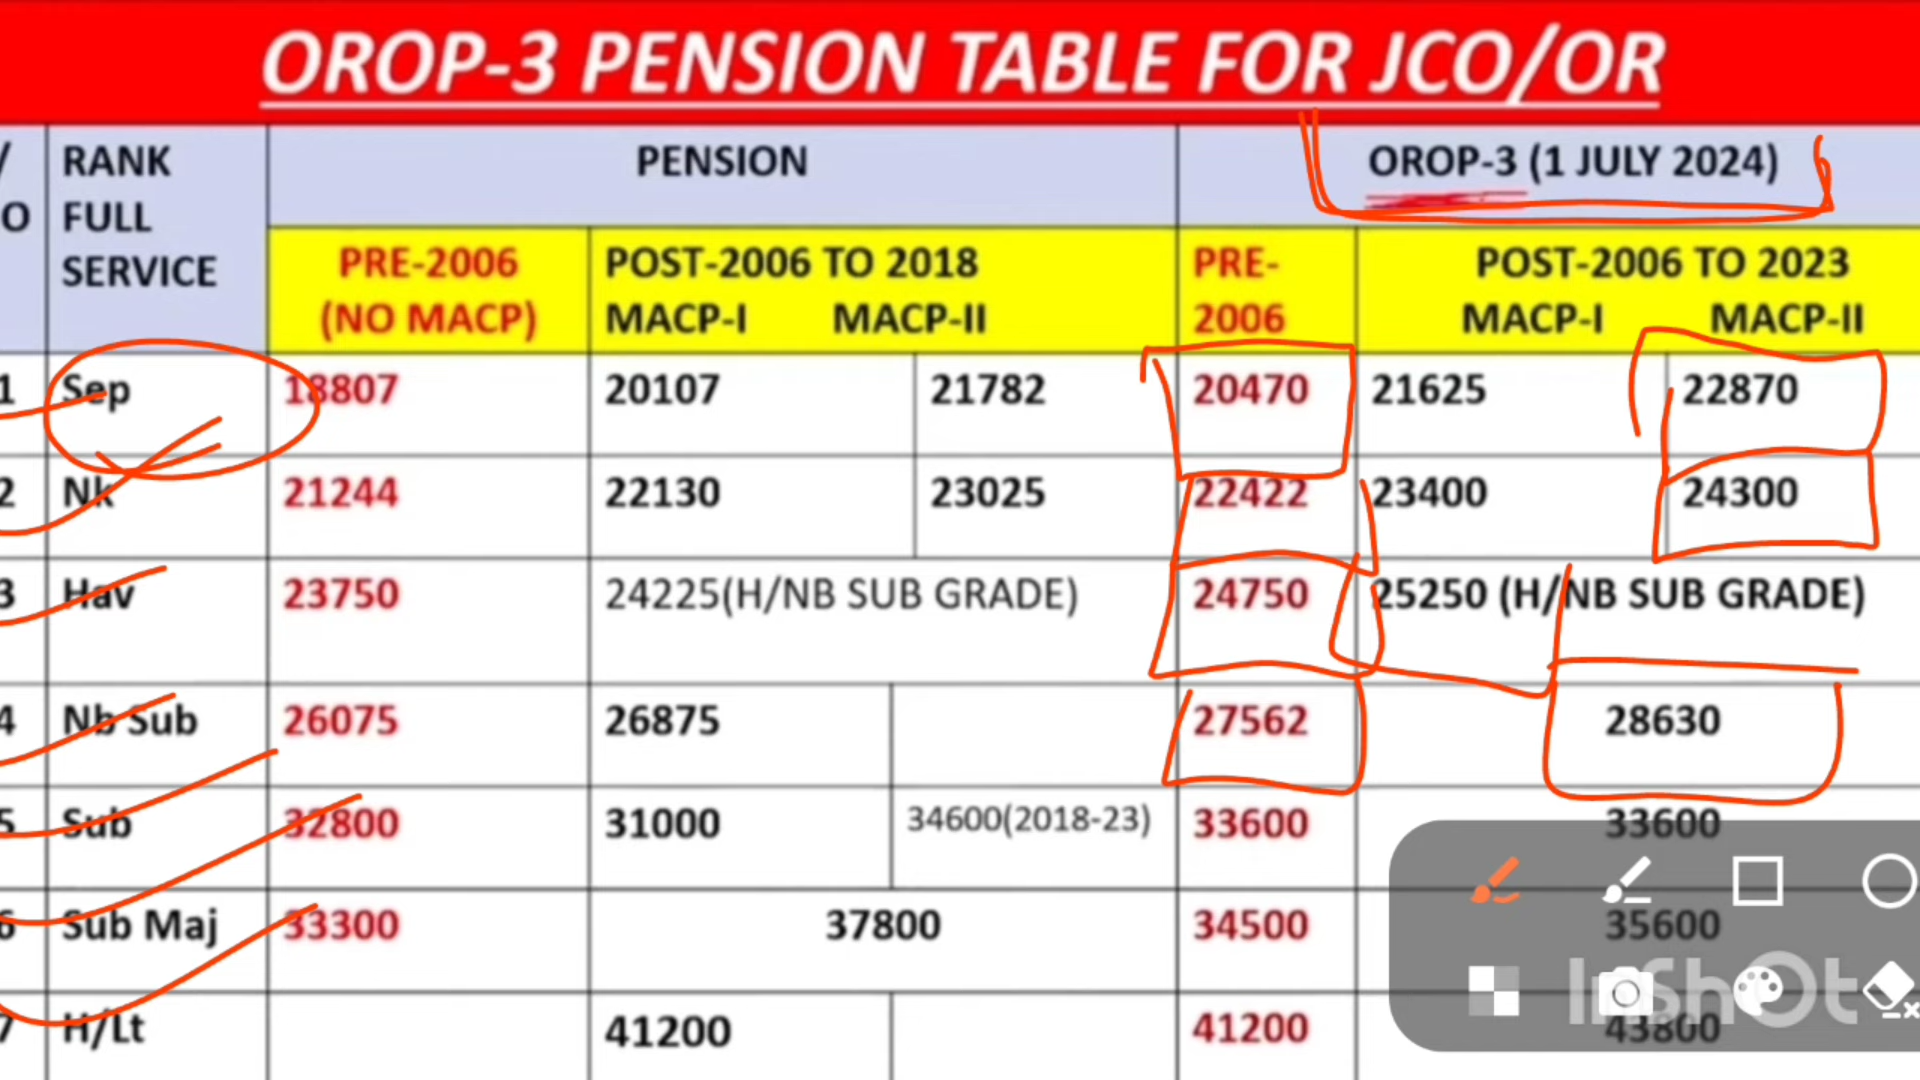 OROP-3 PENSION TABLE FOR JCO/OR
/
O
RANK
FULL
SERVICE
PENSION
OROP-3 (1 JULY 2024)
PRE-2006
(NO MACP)
POST-2006 TO 2018
MACP-I MACP-II
PRE-
2006
POST-2006 TO 2023
MACP-I MACP-II
1 Sep 18807 20107 21782 20470 21625 22870
2 Nk 21244 22130 23025 22422 23400 24300
3 Hav 23750 24225(H/NB SUB GRADE) 24750 25250 (H/NB SUB GRADE)
4 Nb Sub 26075 26875 27562 28630
5 Sub 32800 31000 34600(2018-23) 33600 33600
6 Sub Maj 33300 37800 34500 35600
7 H/Lt 41200 41200 43800
InShOt